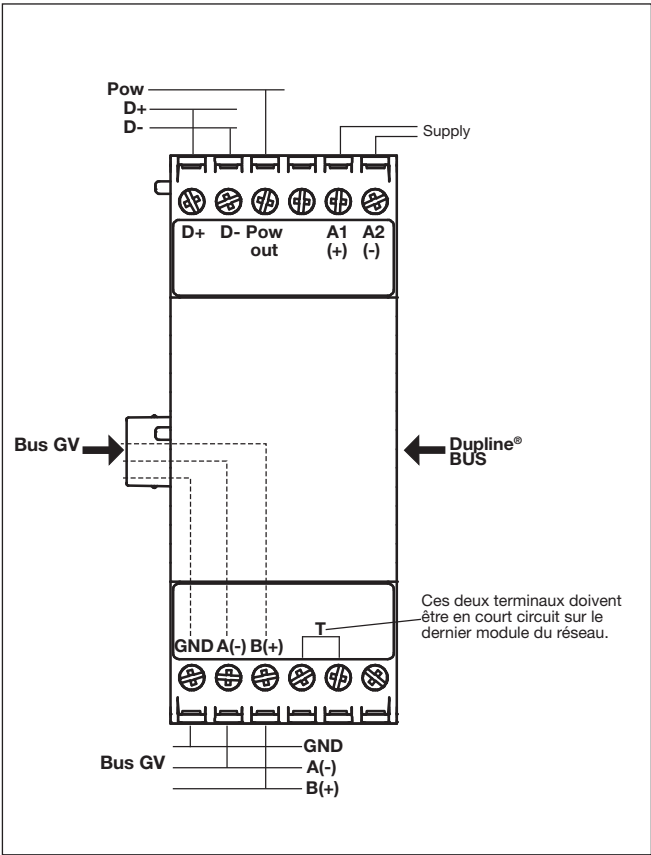 Pow
D+
D-
Supply
D+ D- Pow out A1 (+) A2 (-)
Bus GV
Dupline®
BUS
Ces deux terminaux doivent
être en court circuit sur le
dernier module du réseau.
T
GND A(-) B(+)
Bus GV
GND
A(-)
B(+)